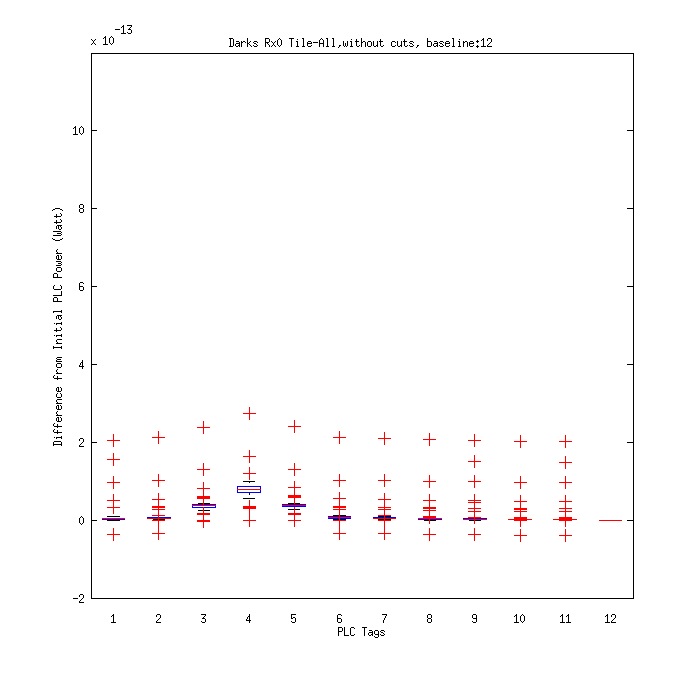 x 10^-13
Darks Rx0 Tile-All,without cuts, baseline:12
Difference from Initial PLC Power (Watt)
10
8
6
4
2
0
-2
1 2 3 4 5 6 7 8 9 10 11 12
PLC Tags